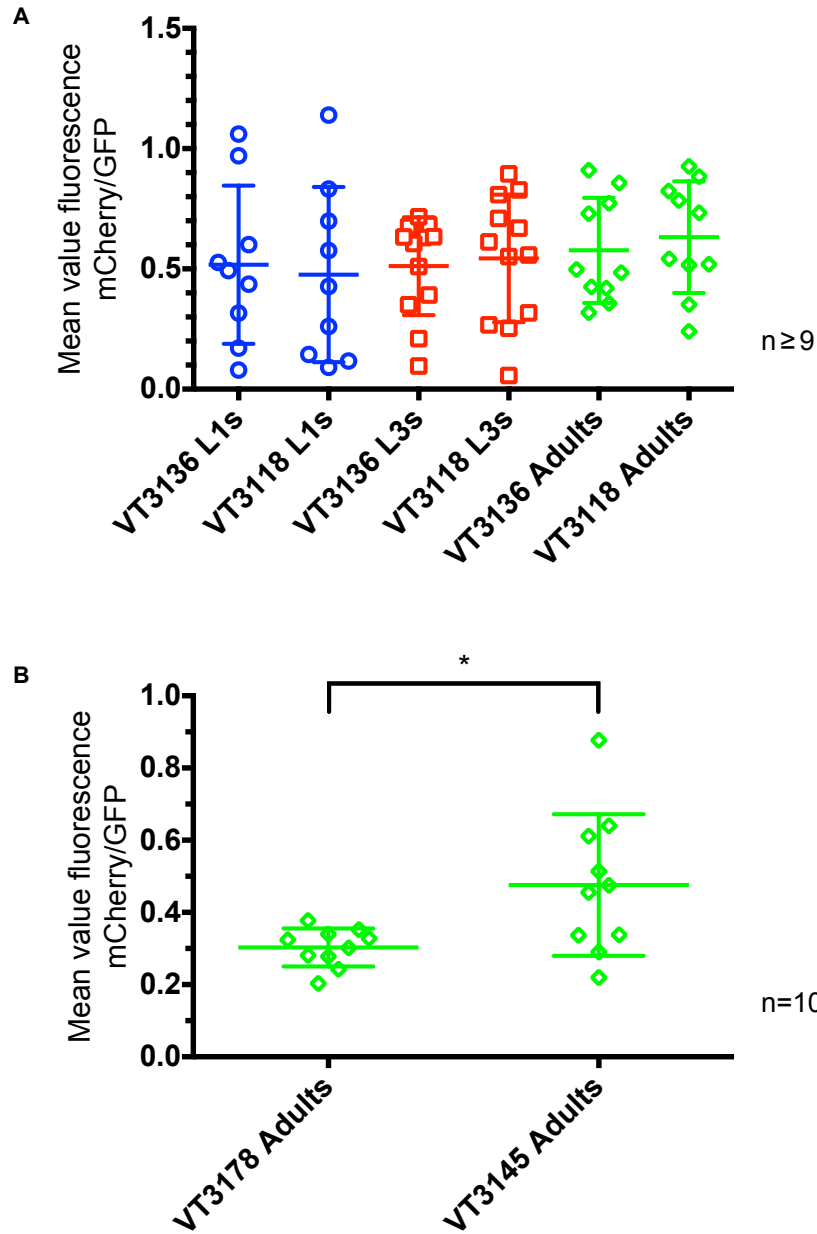 A
Mean value fluorescence
mCherry/GFP
1.5
1.0
0.5
0.0
VT3136 L1s
VT3118 L1s
VT3136 L3s
VT3118 L3s
VT3136 Adults
VT3118 Adults
n≥9
B
*
Mean value fluorescence
mCherry/GFP
1.0
0.8
0.6
0.4
0.2
0.0
VT3178 Adults
VT3145 Adults
n=10